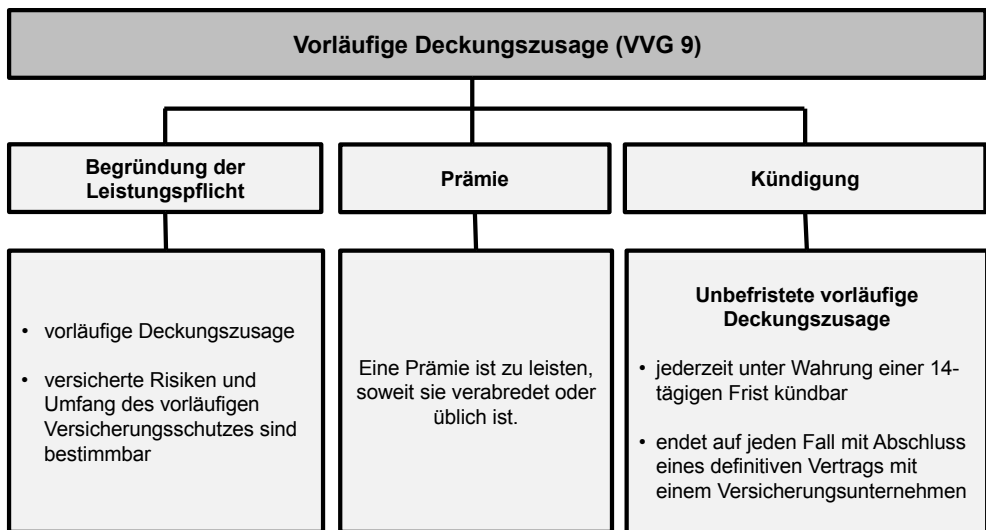 Vorläufige Deckungszusage (VVG 9)
Begründung der
Leistungspflicht
Prämie
Kündigung
• vorläufige Deckungszusage
• versicherte Risiken und
Umfang des vorläufigen
Versicherungsschutzes sind
bestimmbar
Eine Prämie ist zu leisten,
soweit sie verabredet oder
üblich ist.
Unbefristete vorläufige
Deckungszusage
• jederzeit unter Wahrung einer 14-
tägigen Frist kündbar
• endet auf jeden Fall mit Abschluss
eines definitiven Vertrags mit
einem Versicherungsunternehmen